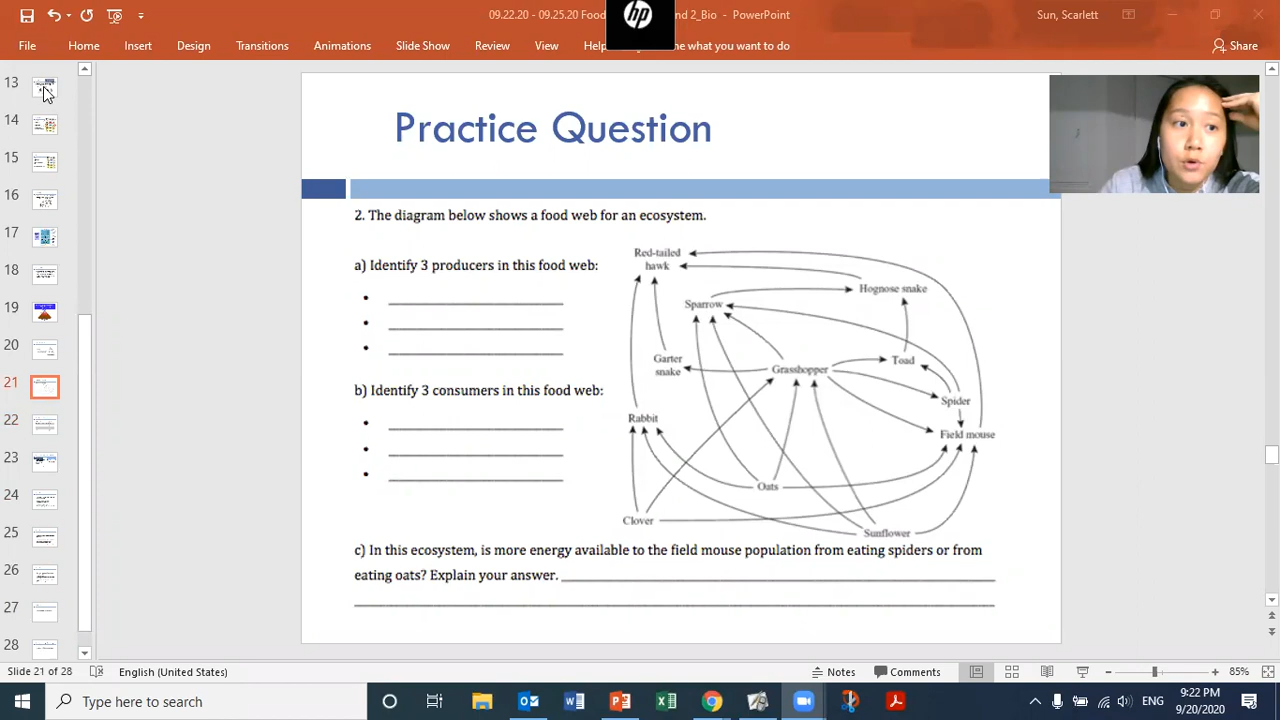 09.22.20 - 09.25.20 Food
nd 2_Bio - PowerPoint
Sun, Scarlett
hp
File Home Insert Design Transitions Animations Slide Show Review View Help
me what you want to do
Share
13
14
15
16
17
18
19
20
21
22
23
24
25
26
27
28
Practice Question
2. The diagram below shows a food web for an ecosystem.
a) Identify 3 producers in this food web:
b) Identify 3 consumers in this food web:
Red-tailed
hawk
Hognose snake
Sparrow
Garter
snake
Grasshopper
Toad
Spider
Rabbit
Field mouse
Oats
Clover
Sunflower
c) In this ecosystem, is more energy available to the field mouse population from eating spiders or from
eating oats? Explain your answer.
Slide 21 of 28
English (United States)
Notes
Comments
85%
Type here to search
ENG
9:22 PM
9/20/2020